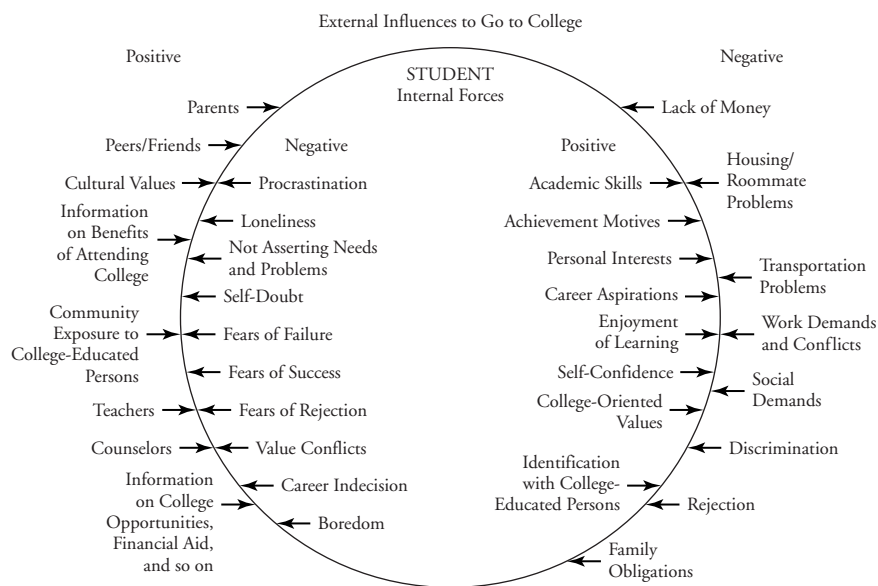 External Influences to Go to College
Positive
Negative
STUDENT
Internal Forces
Parents
Peers/Friends
Cultural Values
Information
on Benefits
of Attending
College
Community
Exposure to
College-Educated
Persons
Teachers
Counselors
Information
on College
Opportunities,
Financial Aid,
and so on
Negative
Procrastination
Loneliness
Not Asserting Needs
and Problems
Self-Doubt
Fears of Failure
Fears of Success
Fears of Rejection
Value Conflicts
Career Indecision
Boredom
Positive
Academic Skills
Achievement Motives
Personal Interests
Career Aspirations
Enjoyment
of Learning
Self-Confidence
College-Oriented
Values
Identification
with College-
Educated Persons
Lack of Money
Housing/
Roommate
Problems
Transportation
Problems
Work Demands
and Conflicts
Social
Demands
Discrimination
Rejection
Family
Obligations